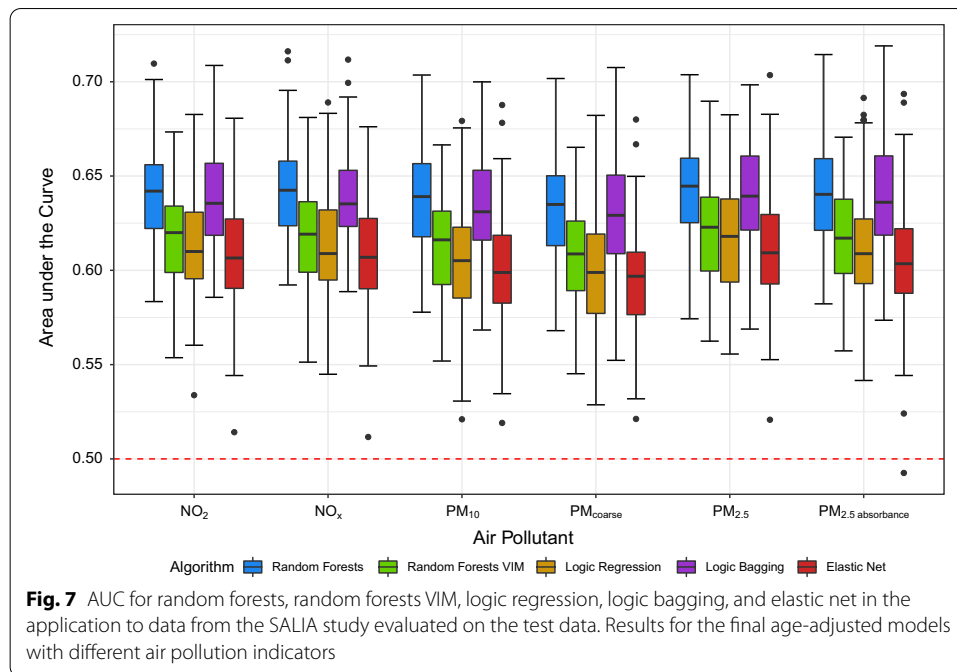 0.70
0.65
0.60
0.55
0.50
Area under the Curve
NO2 NOx PM10 PMcoarse PM2.5 PM2.5 absorbance
Air Pollutant
Algorithm Random Forests Random Forests VIM Logic Regression Logic Bagging Elastic Net
Fig. 7 AUC for random forests, random forests VIM, logic regression, logic bagging, and elastic net in the
application to data from the SALIA study evaluated on the test data. Results for the final age-adjusted models
with different air pollution indicators